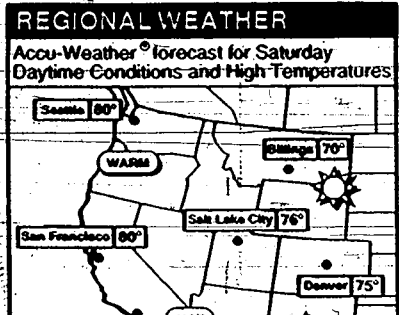 REGIONAL WEATHER
Accu-Weather® forecast for Saturday
Daytime Conditions and High Temperatures
Seattle 80°
Billings 70°
WARM
Salt Lake City 76°
San Francisco 80°
Denver 75°